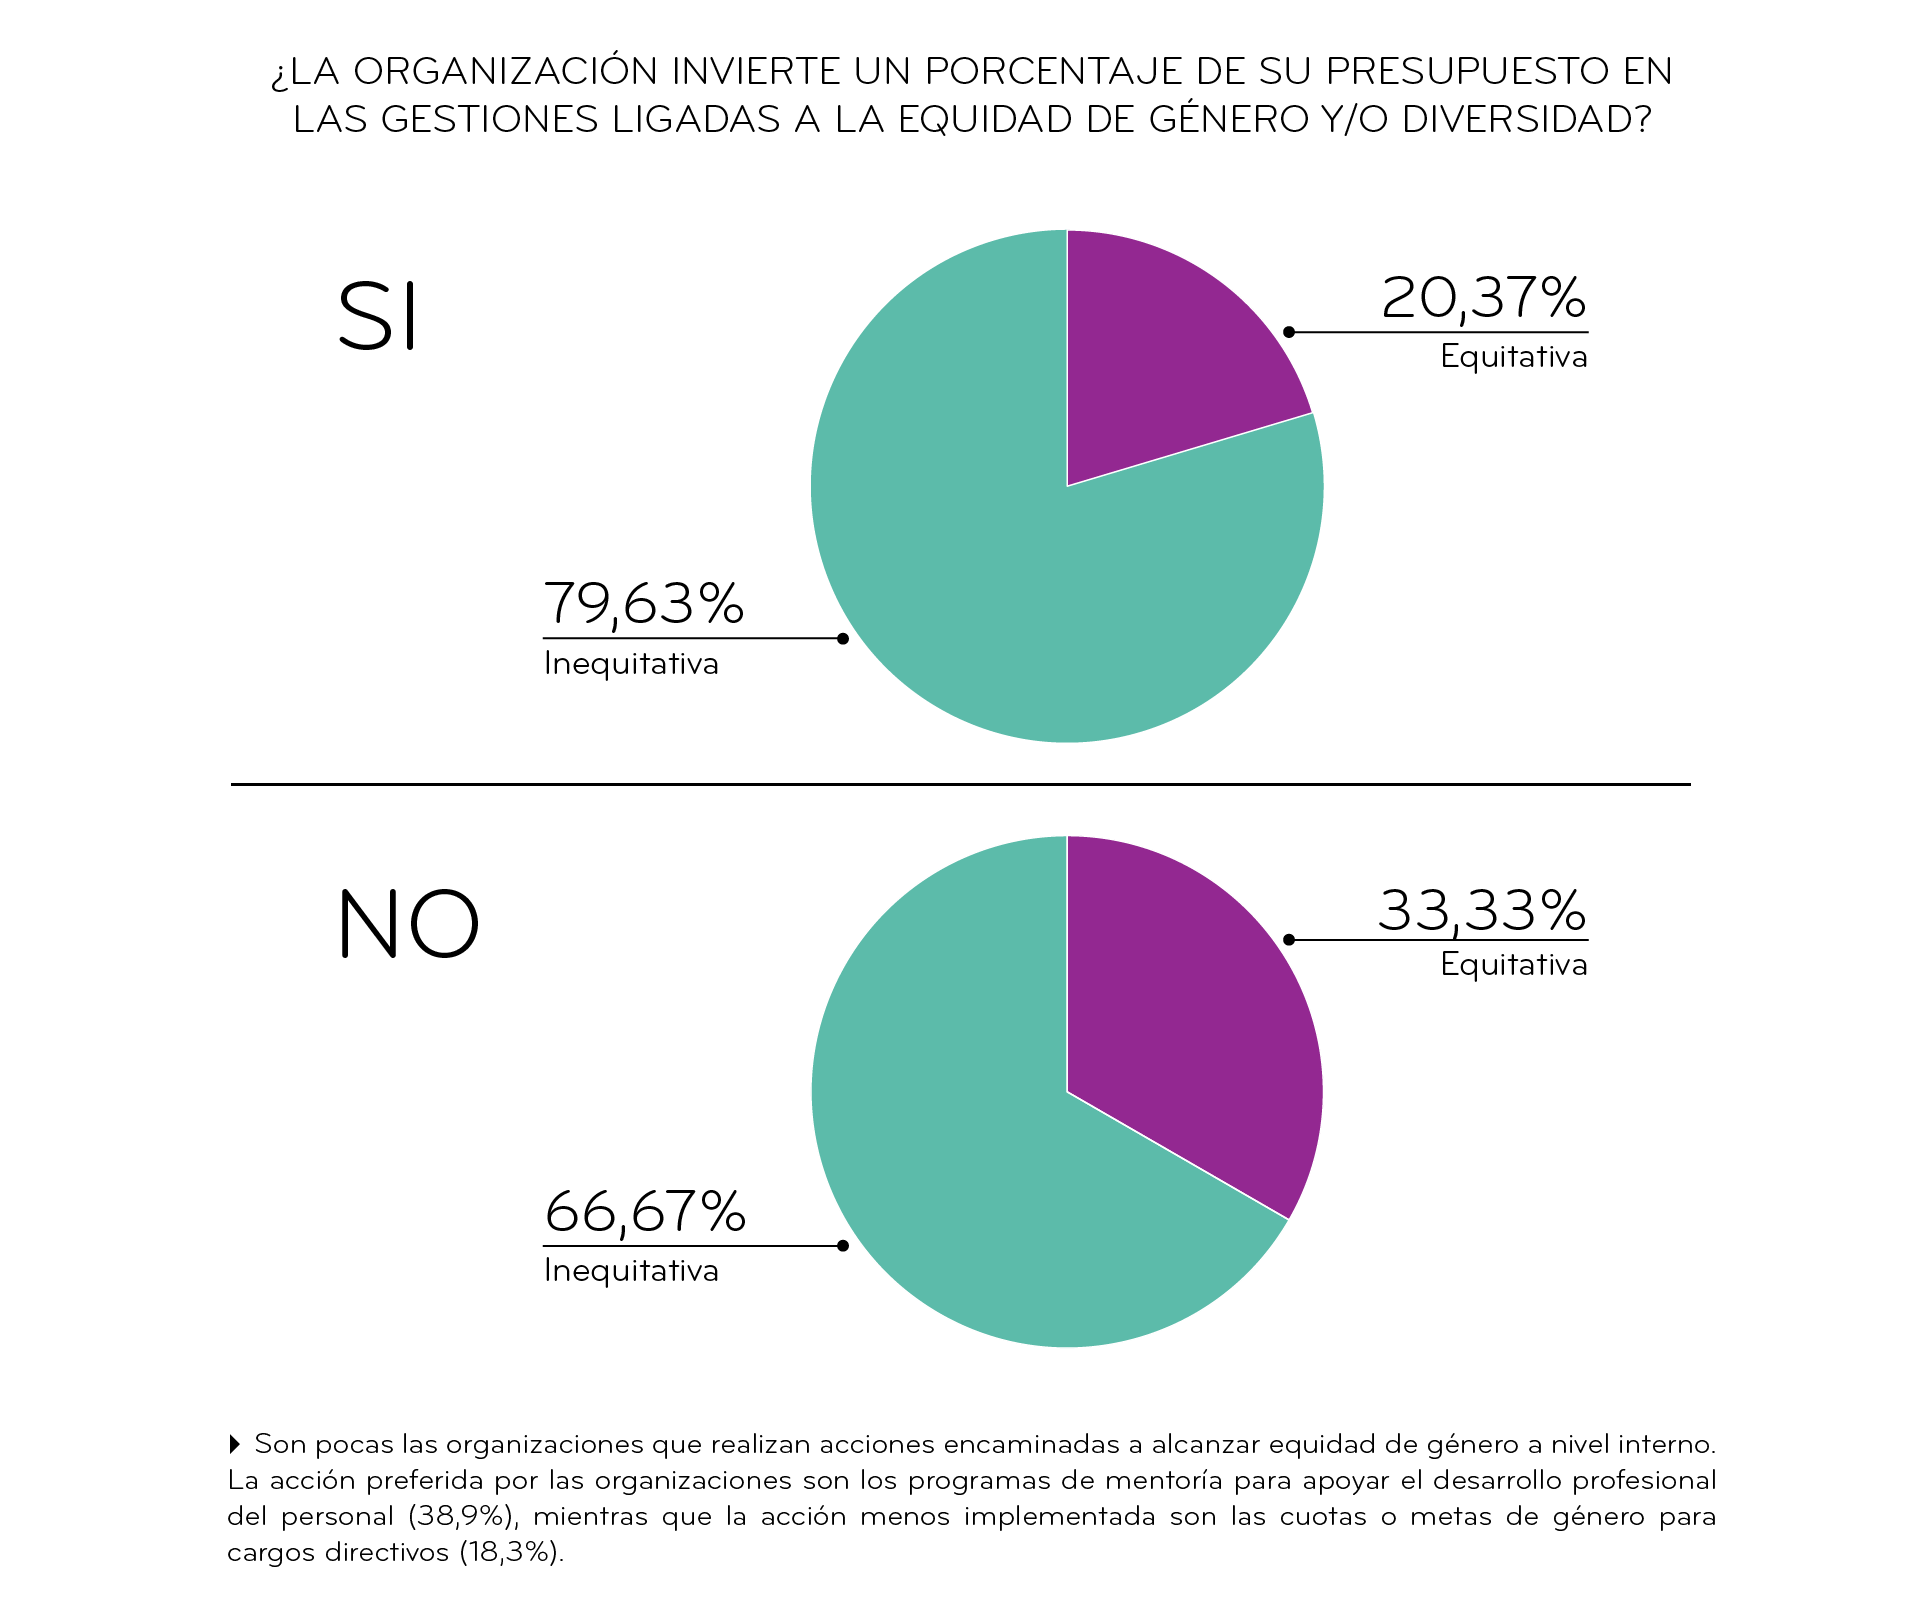 ¿LA ORGANIZACIÓN INVIERTE UN PORCENTAJE DE SU PRESUPUESTO EN
LAS GESTIONES LIGADAS A LA EQUIDAD DE GÉNERO Y/O DIVERSIDAD?
SI
20,37%
Equitativa
79,63%
Inequitativa
NO
33,33%
Equitativa
66,67%
Inequitativa
Son pocas las organizaciones que realizan acciones encaminadas a alcanzar equidad de género a nivel interno.
La acción preferida por las organizaciones son los programas de mentoría para apoyar el desarrollo profesional
del personal (38,9%), mientras que la acción menos implementada son las cuotas o metas de género para
cargos directivos (18,3%).